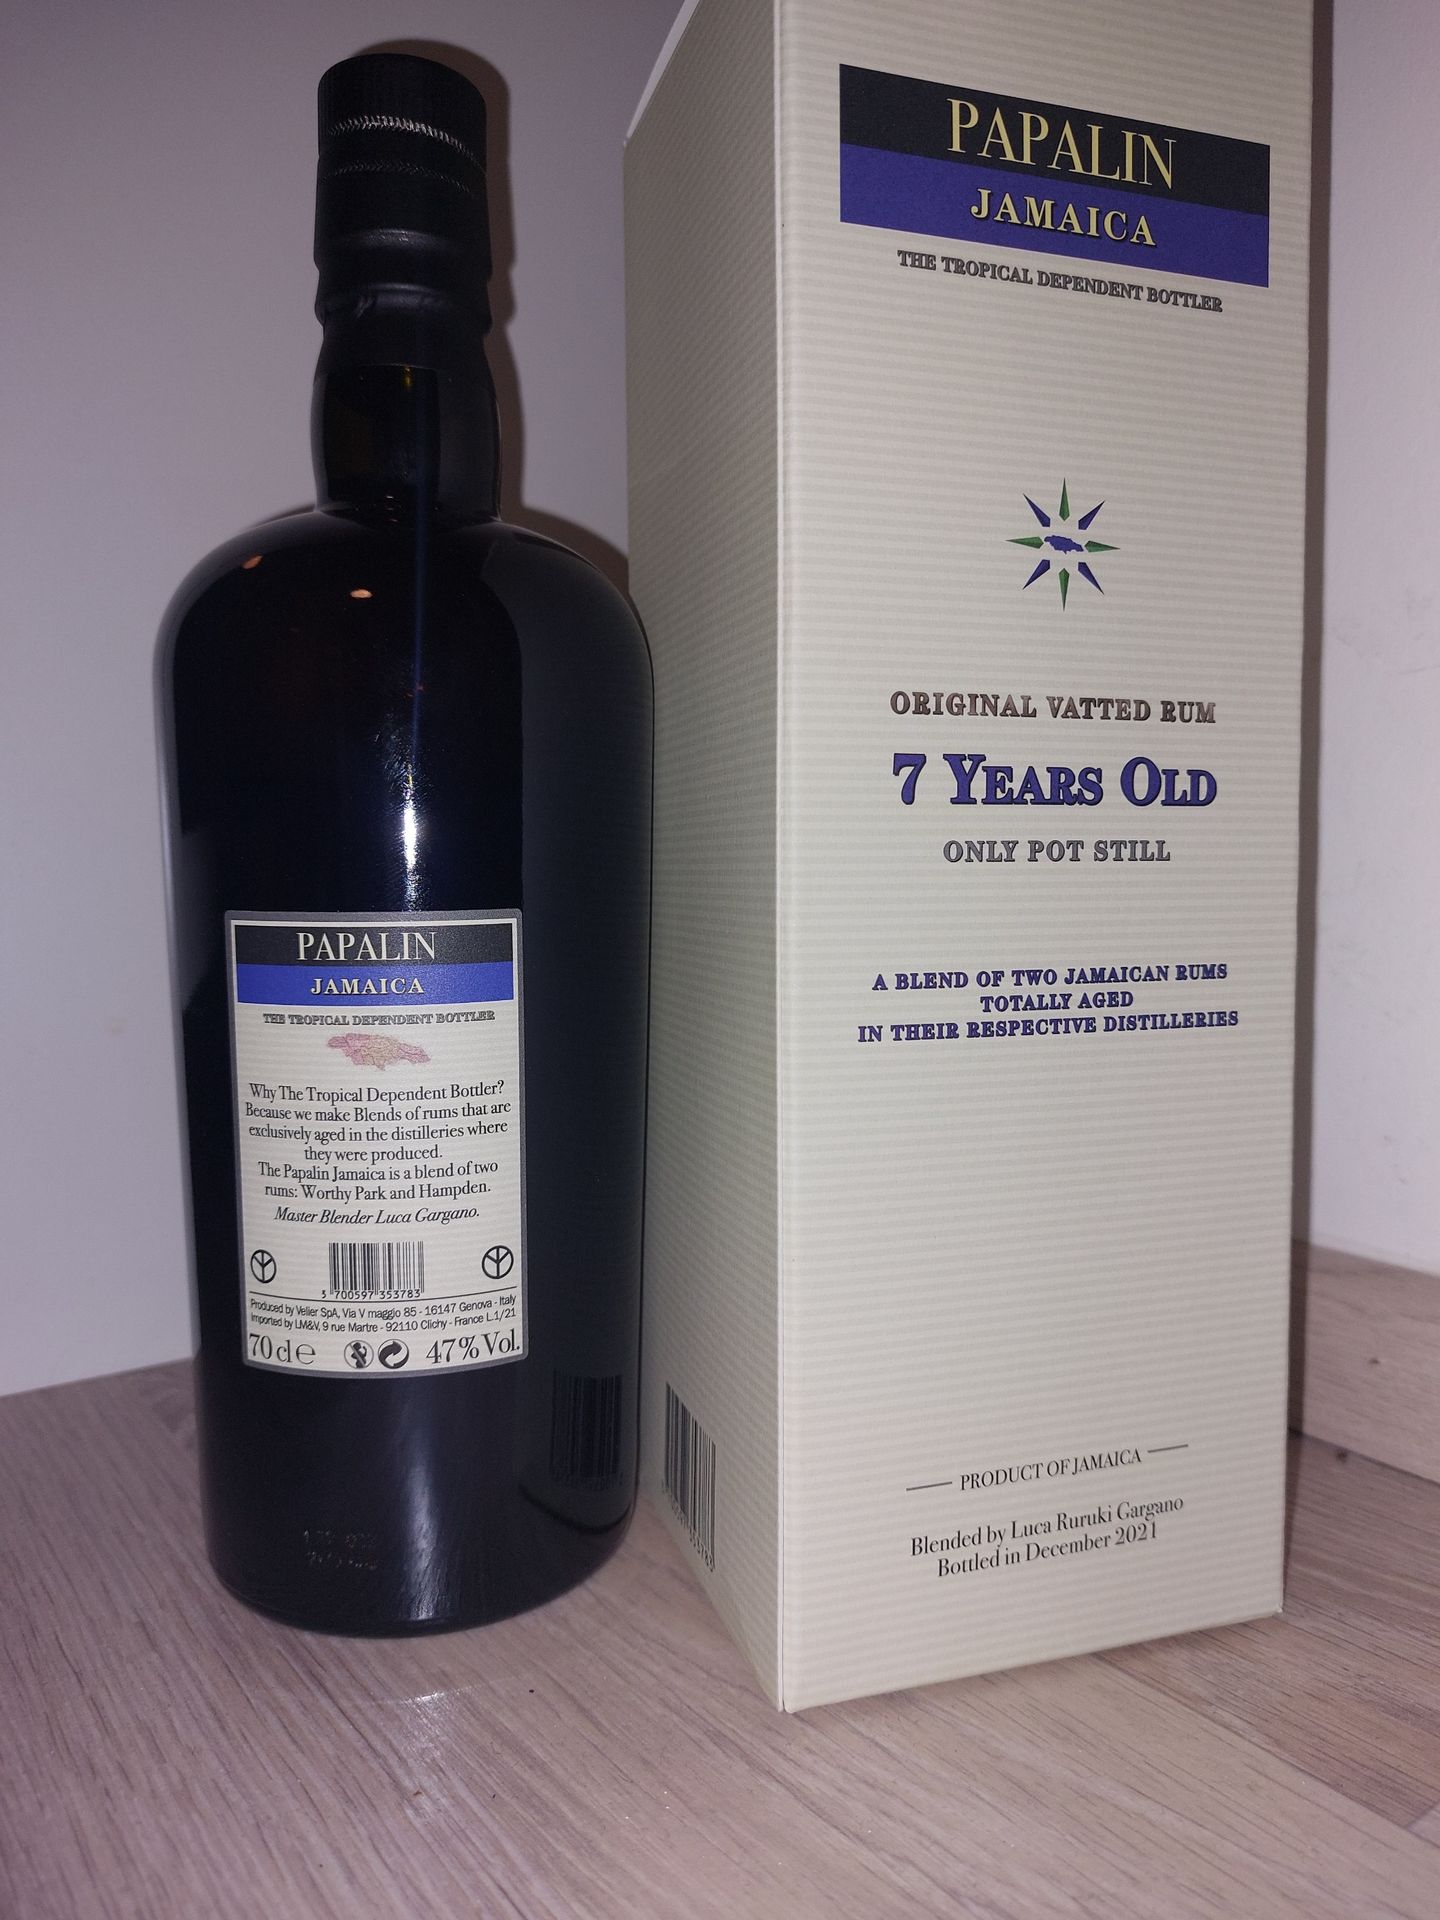 PAPALIN
JAMAICA
THE TROPICAL DEPENDENT BOTTLER
Why The Tropical Dependent Bottler?
Because we make Blends of rums that are
exclusively aged in the distilleries where
they were produced.
The Papalin Jamaica is a blend of two
rums: Worthy Park and Hampden.
Master Blender Luca Gargano.
3 700597 353783
Produced by Velier SpA, Via V maggio 85 - 16147 Genova - Italy
Imported by LM&V, 9 rue Martre - 92110 Clichy - France L.1/21
70 cl e 47% Vol.
PAPALIN
JAMAICA
THE TROPICAL DEPENDENT BOTTLER
ORIGINAL VATTED RUM
7 YEARS OLD
ONLY POT STILL
A BLEND OF TWO JAMAICAN RUMS
TOTALLY AGED
IN THEIR RESPECTIVE DISTILLERIES
PRODUCT OF JAMAICA
Blended by Luca Ruruki Gargano
Bottled in December 2021